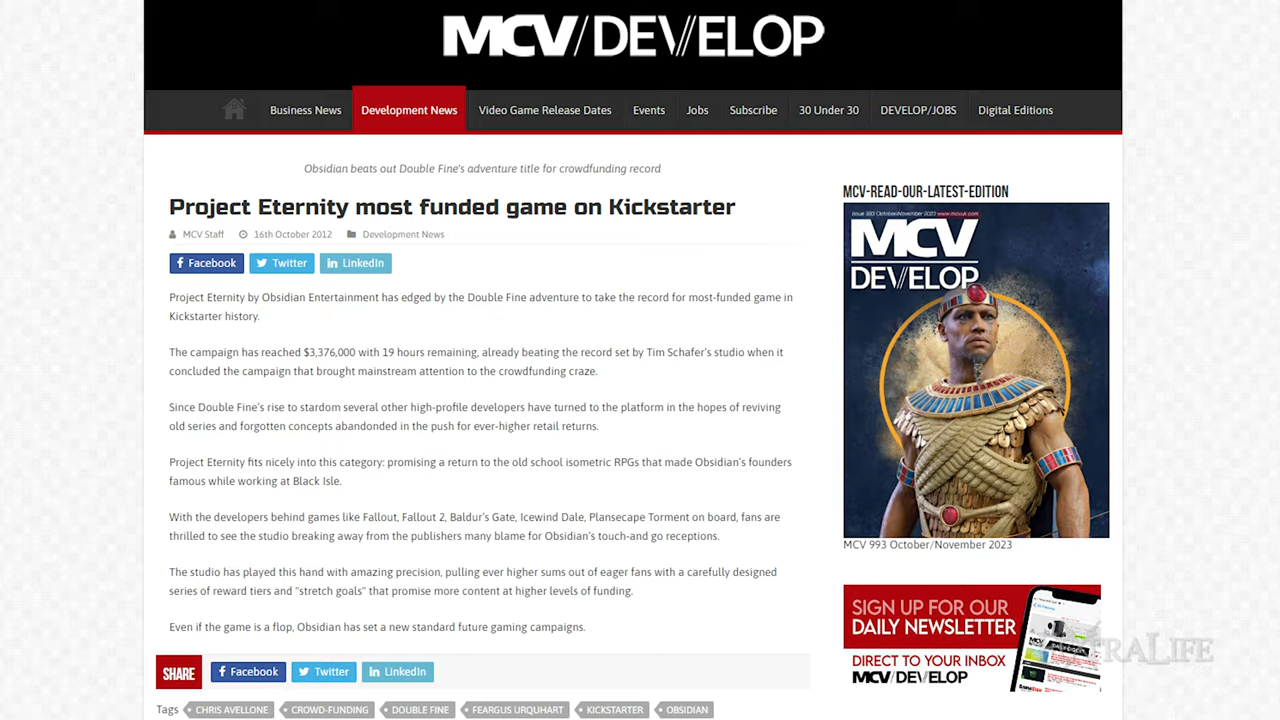 MCV/DEVELOP
Business News
Development News
Video Game Release Dates
Events
Jobs
Subscribe
30 Under 30
DEVELOP/JOBS
Digital Editions
Obsidian beats out Double Fine's adventure title for crowdfunding record
Project Eternity most funded game on Kickstarter
MCV Staff 16th October 2012 Development News
Facebook Twitter LinkedIn
Project Eternity by Obsidian Entertainment has edged by the Double Fine adventure to take the record for most-funded game in
Kickstarter history.
The campaign has reached $3,376,000 with 19 hours remaining, already beating the record set by Tim Schafer's studio when it
concluded the campaign that brought mainstream attention to the crowdfunding craze.
Since Double Fine's rise to stardom several other high-profile developers have turned to the platform in the hopes of reviving
old series and forgotten concepts abandonded in the push for ever-higher retail returns.
Project Eternity fits nicely into this category: promising a return to the old school isometric RPGs that made Obsidian's founders
famous while working at Black Isle.
With the developers behind games like Fallout, Fallout 2, Baldur's Gate, Icewind Dale, Plansecape Torment on board, fans are
thrilled to see the studio breaking away from the publishers many blame for Obsidian's touch-and go receptions.
The studio has played this hand with amazing precision, pulling ever higher sums out of eager fans with a carefully designed
series of reward tiers and "stretch goals" that promise more content at higher levels of funding.
Even if the game is a flop, Obsidian has set a new standard future gaming campaigns.
SHARE Facebook Twitter LinkedIn
Tags CHRIS AVELLONE CROWD-FUNDING DOUBLE FINE FEARGUS URQUHART KICKSTARTER OBSIDIAN
MCV-READ-OUR-LATEST-EDITION
Issue 993 October/November 2023 www.mcvuk.com
MCV
DEVELOP
MCV 993 October/November 2023
SIGN UP FOR OUR
DAILY NEWSLETTER
DIRECT TO YOUR INBOX
MCV/DEVELOP